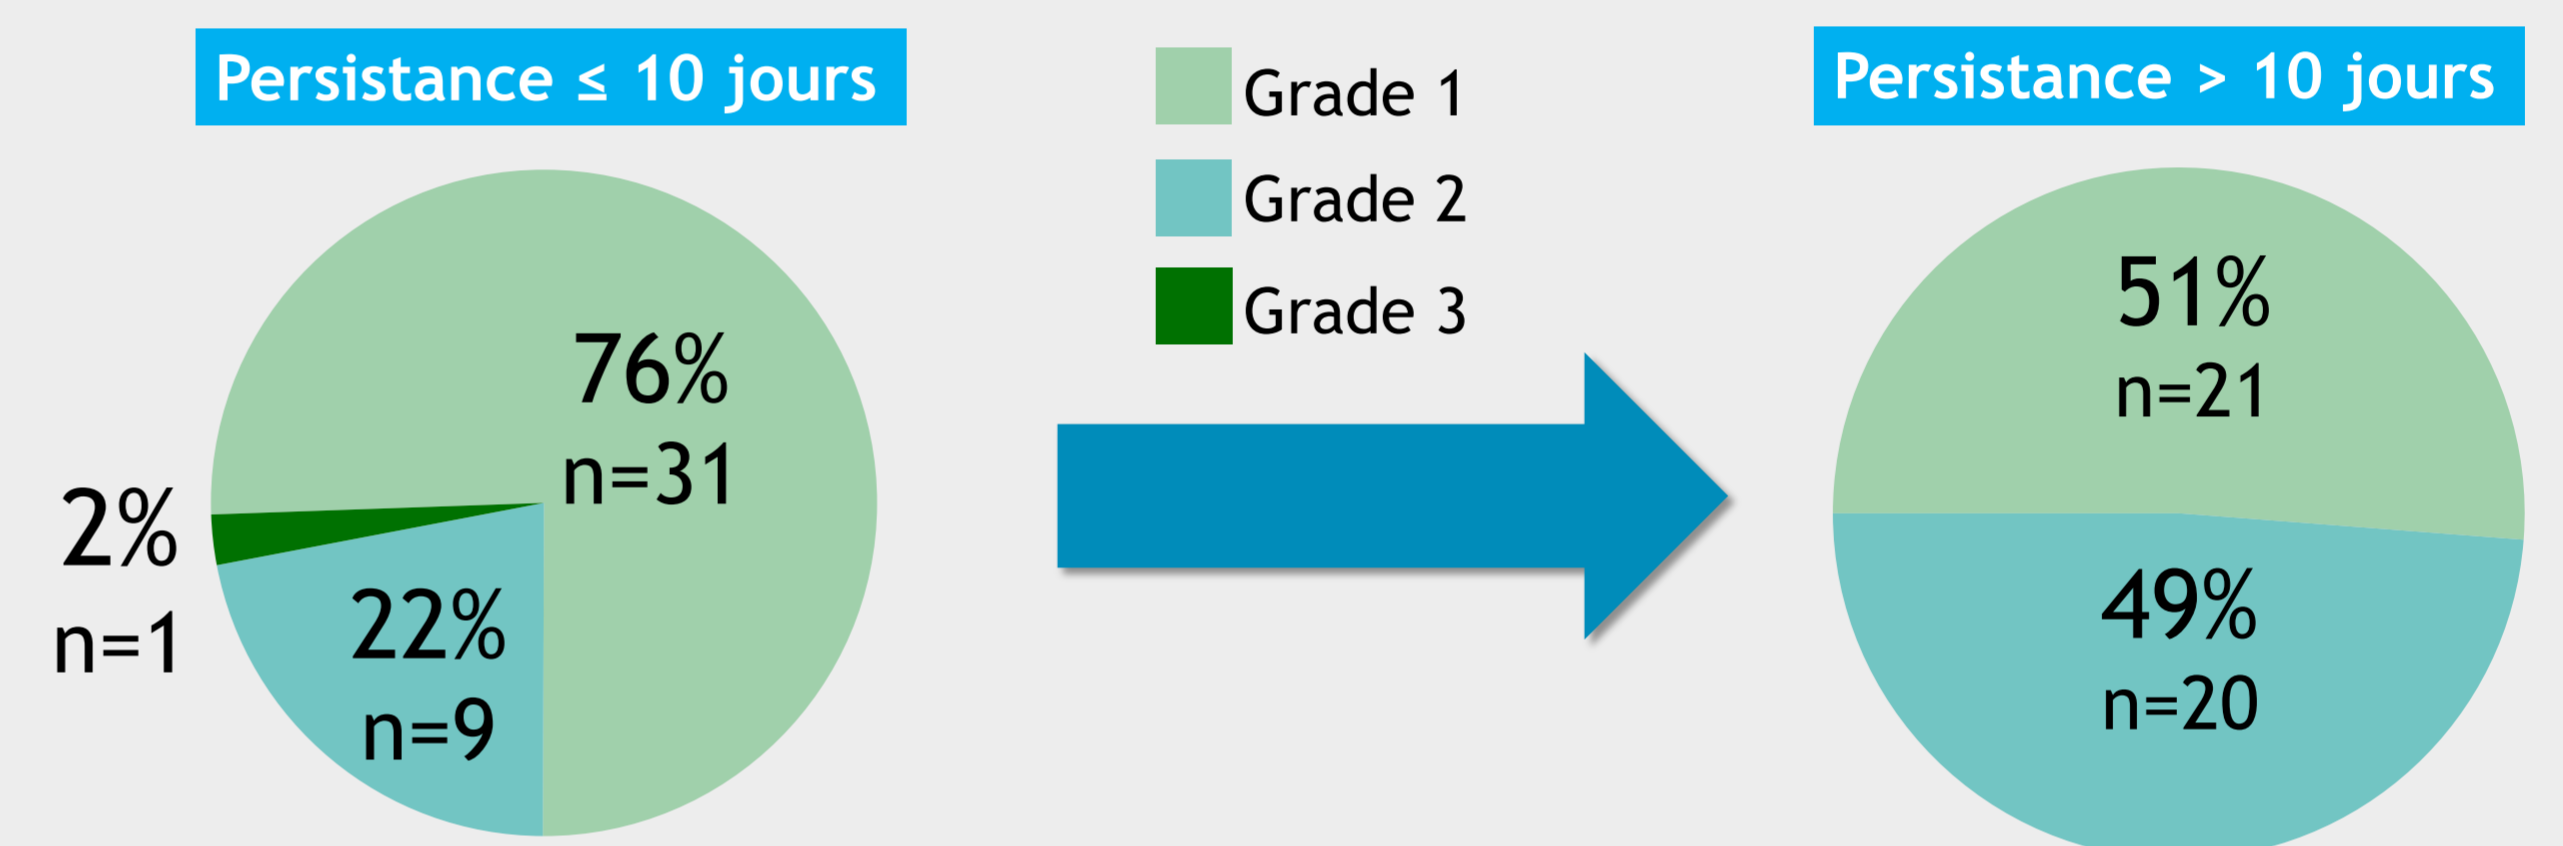 Persistance ≤ 10 jours
76%
n=31
2%
n=1
22%
n=9
Grade 1
Grade 2
Grade 3
Persistance > 10 jours
51%
n=21
49%
n=20